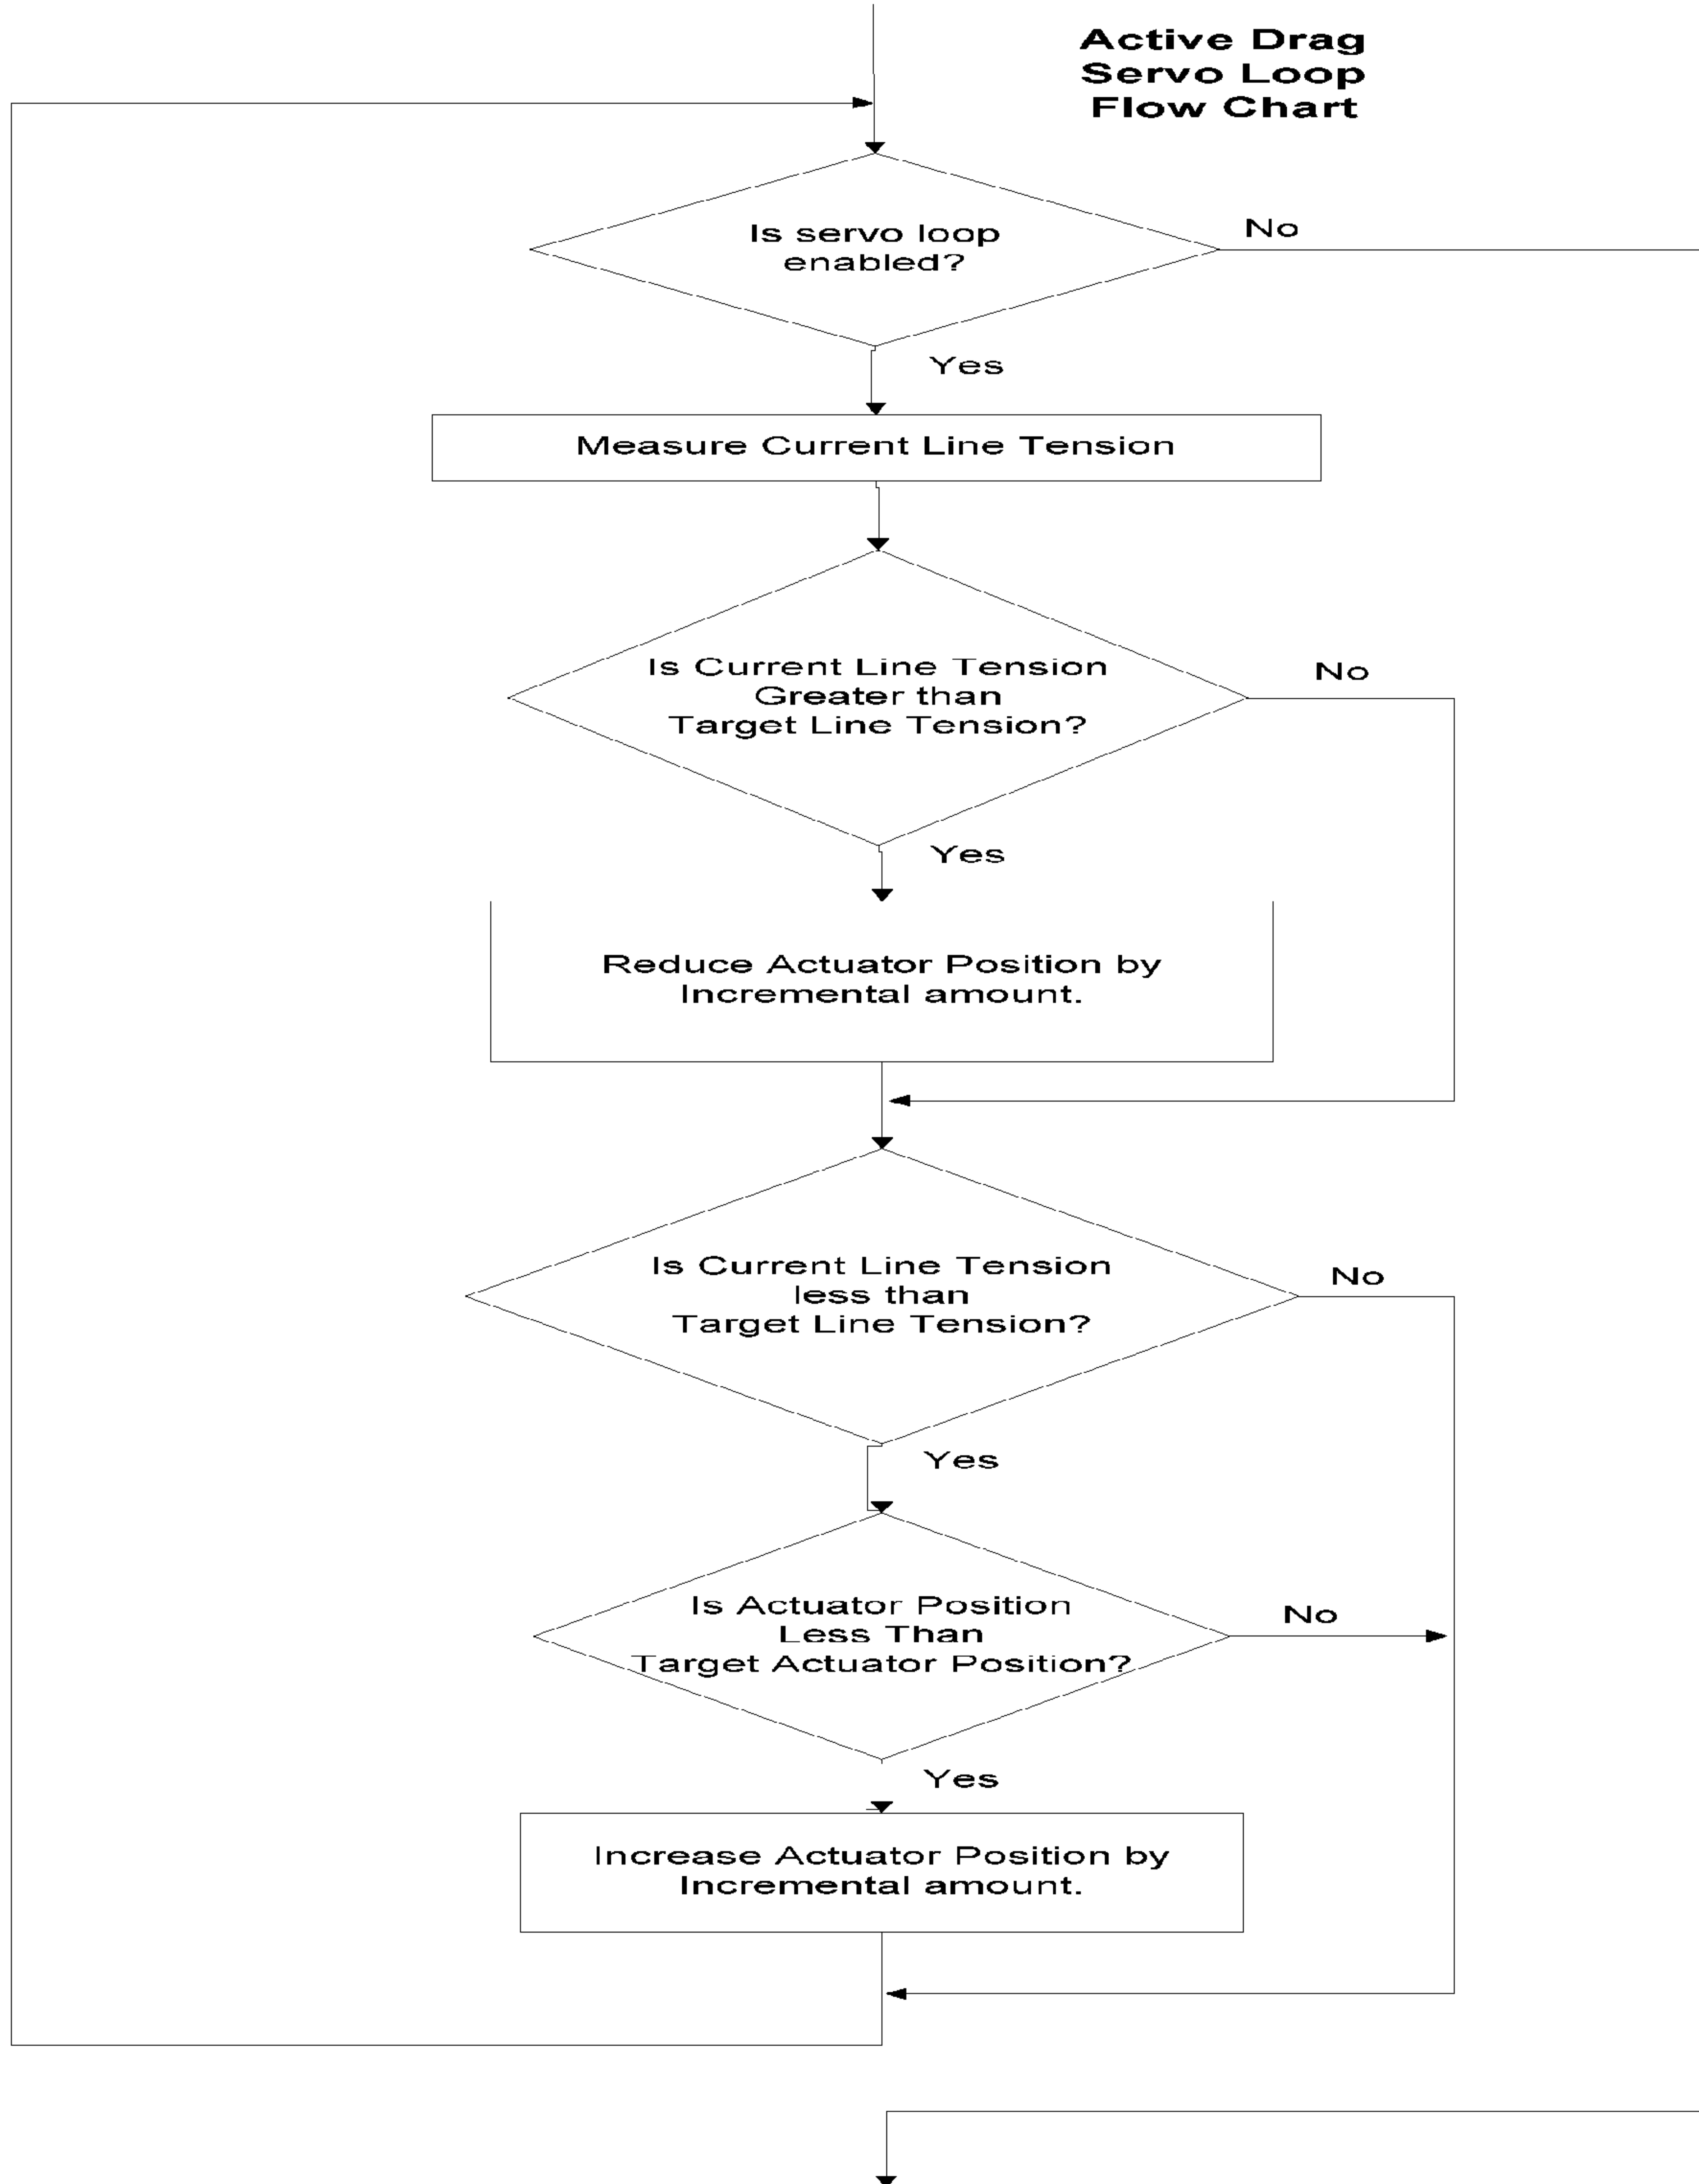 Active Drag
Servo Loop
Flow Chart
Is servo loop
enabled?
No
Yes
Measure Current Line Tension
Is Current Line Tension
Greater than
Target Line Tension?
No
Yes
Reduce Actuator Position by
Incremental amount.
Is Current Line Tension
less than
Target Line Tension?
No
Yes
Is Actuator Position
Less Than
Target Actuator Position?
No
Yes
Increase Actuator Position by
Incremental amount.